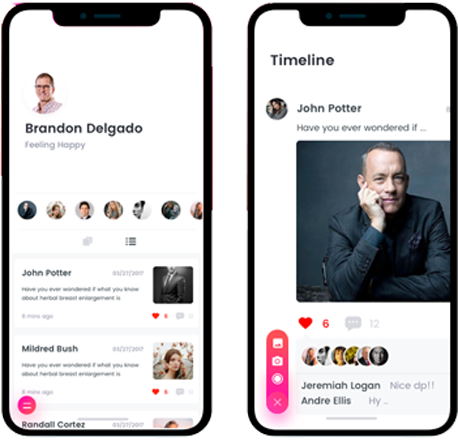 Brandon Delgado
Feeling Happy
John Potter 03/27/2017
Have you ever wondered if what you know
about herbal breast enlargement is
8 mins ago 6 12
Mildred Bush 03/27/2017
Have you ever wondered if what you know
about herbal breast enlargement is
8 mins ago 6 12
Randall Cortez 03/27/2017
Timeline
John Potter
Have you ever wondered if ...
6 12
Jeremiah Logan Nice dp!!
Andre Ellis Hy ..